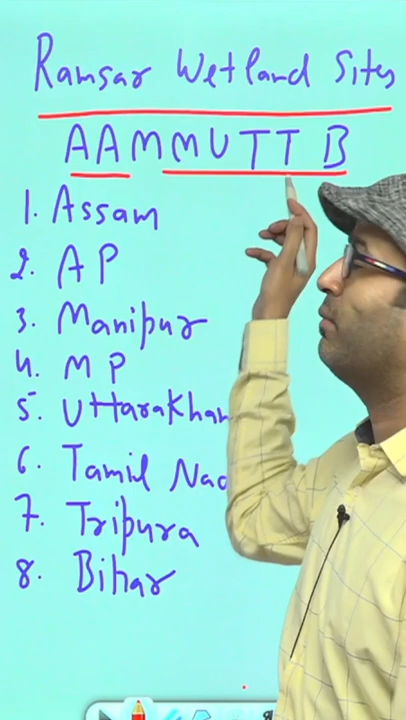 Ramsar Wetland Sites
AAMMUTTB
1. Assam
2. AP
3. Manipur
4. MP
5. Uttarakhan
6. Tamil Nad
7. Tripura
8. Bihar